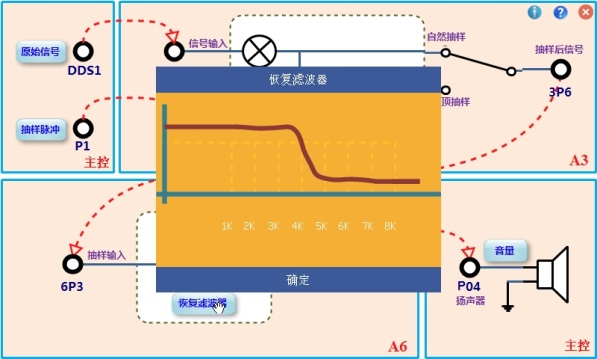 原始信号
DDS1
抽样脉冲
P1
主控
信号输入
自然抽样
抽样后信号
3P6
顶抽样
A3
恢复滤波器
1K 2K 3K 4K 5K 6K 7K 8K
确定
抽样输入
6P3
恢复滤波器
A6
音量
P04
扬声器
主控